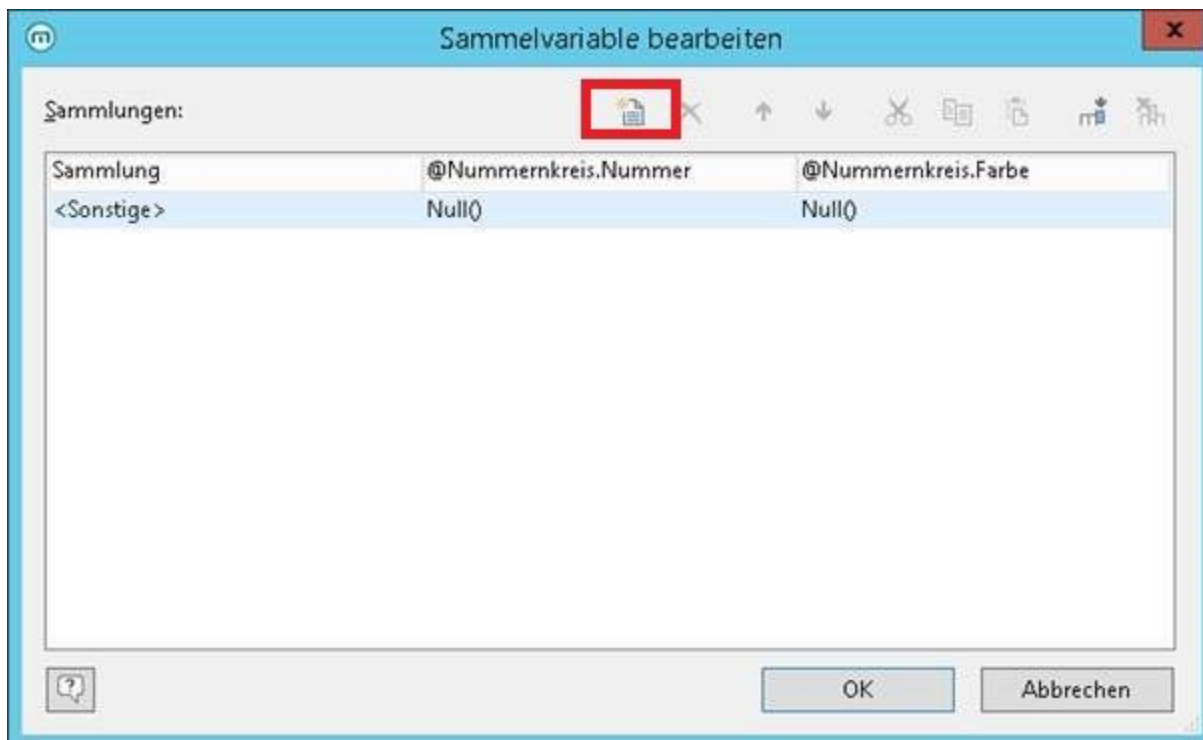 Sammelvariable bearbeiten
Sammlungen:
Sammlung @Nummernkreis.Nummer @Nummernkreis.Farbe
<Sonstige> Null() Null()
OK Abbrechen